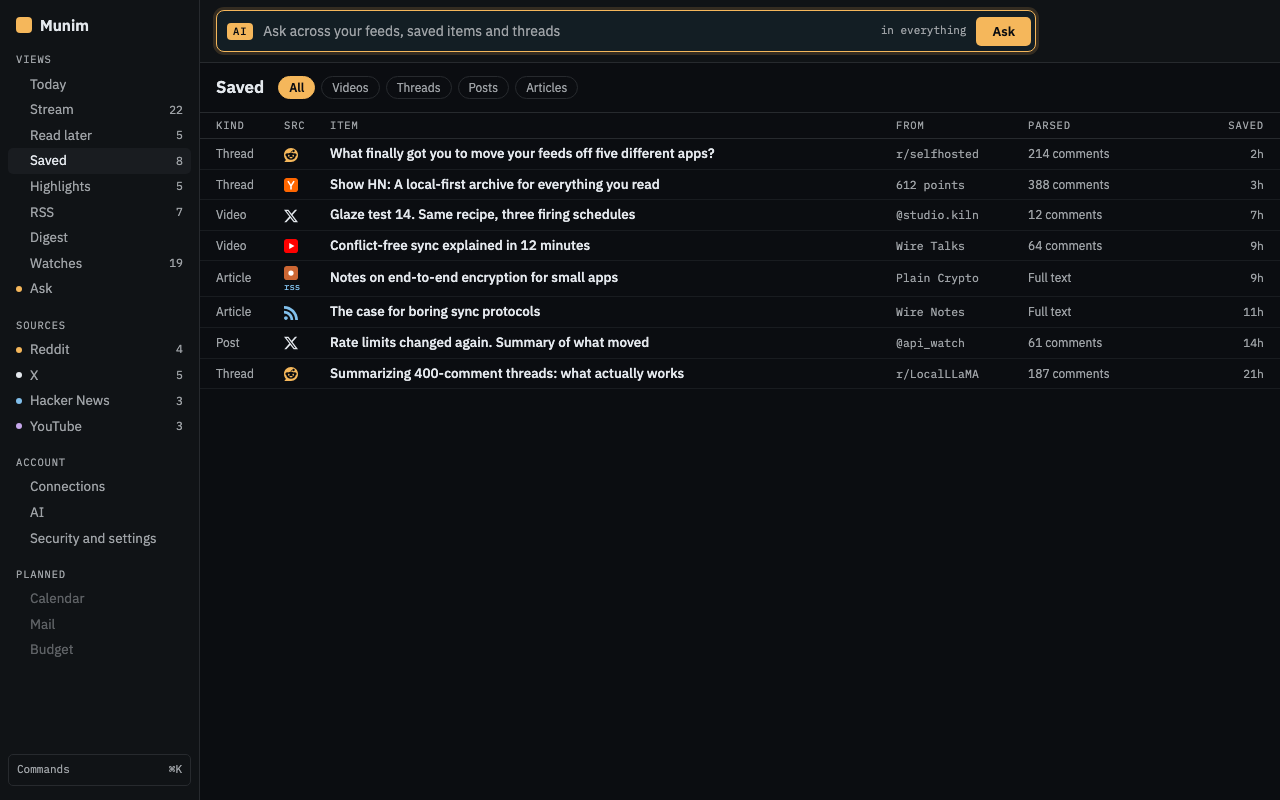 Munim
VIEWS
Today
Stream 22
Read later 5
Saved 8
Highlights 5
RSS 7
Digest
Watches 19
Ask
SOURCES
Reddit 4
X 5
Hacker News 3
YouTube 3
ACCOUNT
Connections
AI
Security and settings
PLANNED
Calendar
Mail
Budget
Commands ⌘K
AI Ask across your feeds, saved items and threads in everything Ask
Saved All Videos Threads Posts Articles
KIND SRC ITEM FROM PARSED SAVED
Thread What finally got you to move your feeds off five different apps? r/selfhosted 214 comments 2h
Thread Y Show HN: A local-first archive for everything you read 612 points 388 comments 3h
Video X Glaze test 14. Same recipe, three firing schedules @studio.kiln 12 comments 7h
Video Conflict-free sync explained in 12 minutes Wire Talks 64 comments 9h
Article rss Notes on end-to-end encryption for small apps Plain Crypto Full text 9h
Article The case for boring sync protocols Wire Notes Full text 11h
Post X Rate limits changed again. Summary of what moved @api_watch 61 comments 14h
Thread Summarizing 400-comment threads: what actually works r/LocalLLaMA 187 comments 21h